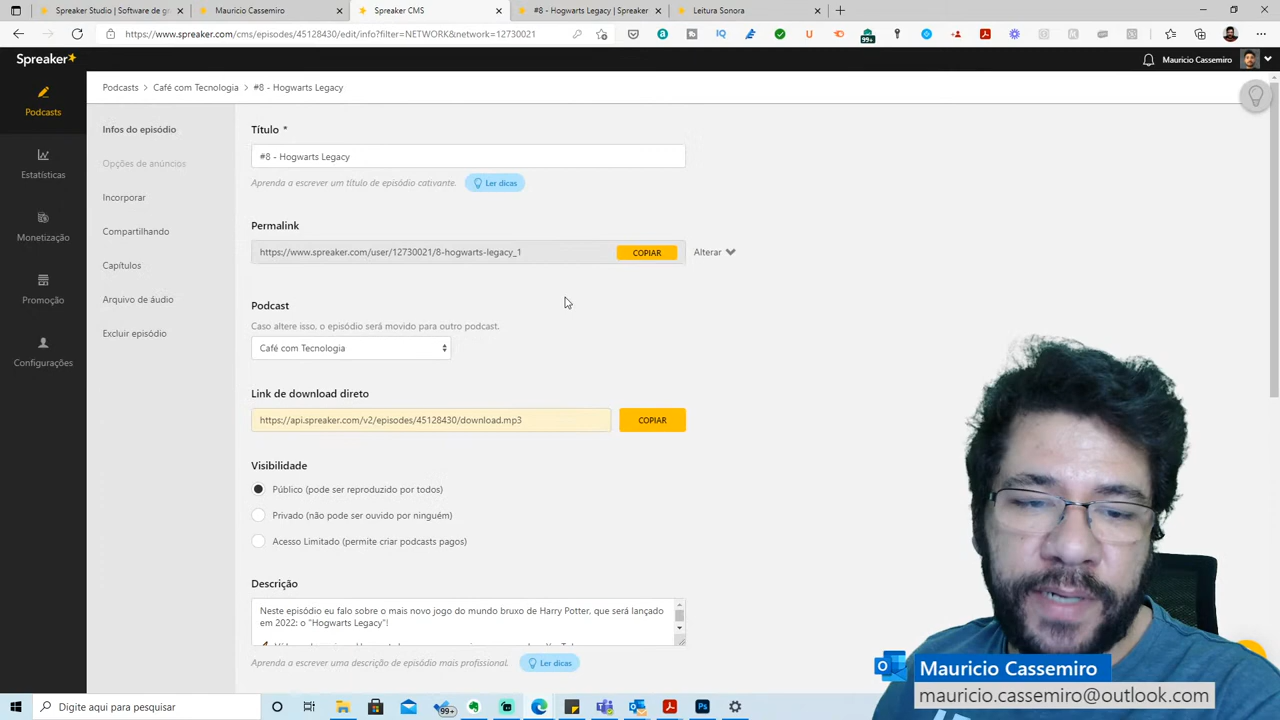 Spreaker Studio | Software de g
Mauricio Cassemiro
Spreaker CMS
#8 - Hogwarts Legacy | Spreaker
Leitura Sonora
https://www.spreaker.com/cms/episodes/45128430/edit/info?filter=NETWORK&network=12730021
99+
Spreaker
Mauricio Cassemiro
Podcasts
Estatísticas
Monetização
Promoção
Configurações
Podcasts > Café com Tecnologia > #8 - Hogwarts Legacy
Infos do episódio
Opções de anúncios
Incorporar
Compartilhando
Capítulos
Arquivo de áudio
Excluir episódio
Título *
#8 - Hogwarts Legacy
Aprenda a escrever um título de episódio cativante. Ler dicas
Permalink
https://www.spreaker.com/user/12730021/8-hogwarts-legacy_1 COPIAR Alterar
Podcast
Caso altere isso, o episódio será movido para outro podcast.
Café com Tecnologia
Link de download direto
https://api.spreaker.com/v2/episodes/45128430/download.mp3 COPIAR
Visibilidade
Público (pode ser reproduzido por todos)
Privado (não pode ser ouvido por ninguém)
Acesso Limitado (permite criar podcasts pagos)
Descrição
Neste episódio eu falo sobre o mais novo jogo do mundo bruxo de Harry Potter, que será lançado
em 2022: o "Hogwarts Legacy"!
Aprenda a escrever uma descrição de episódio mais profissional. Ler dicas
Mauricio Cassemiro
mauricio.cassemiro@outlook.com
Digite aqui para pesquisar
99+